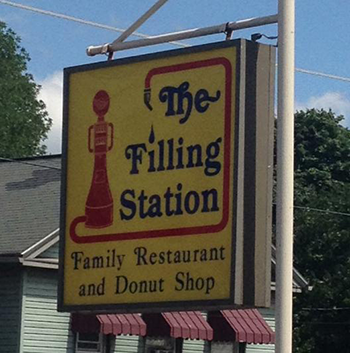 The
Filling
Station
Family Restaurant
and Donut Shop